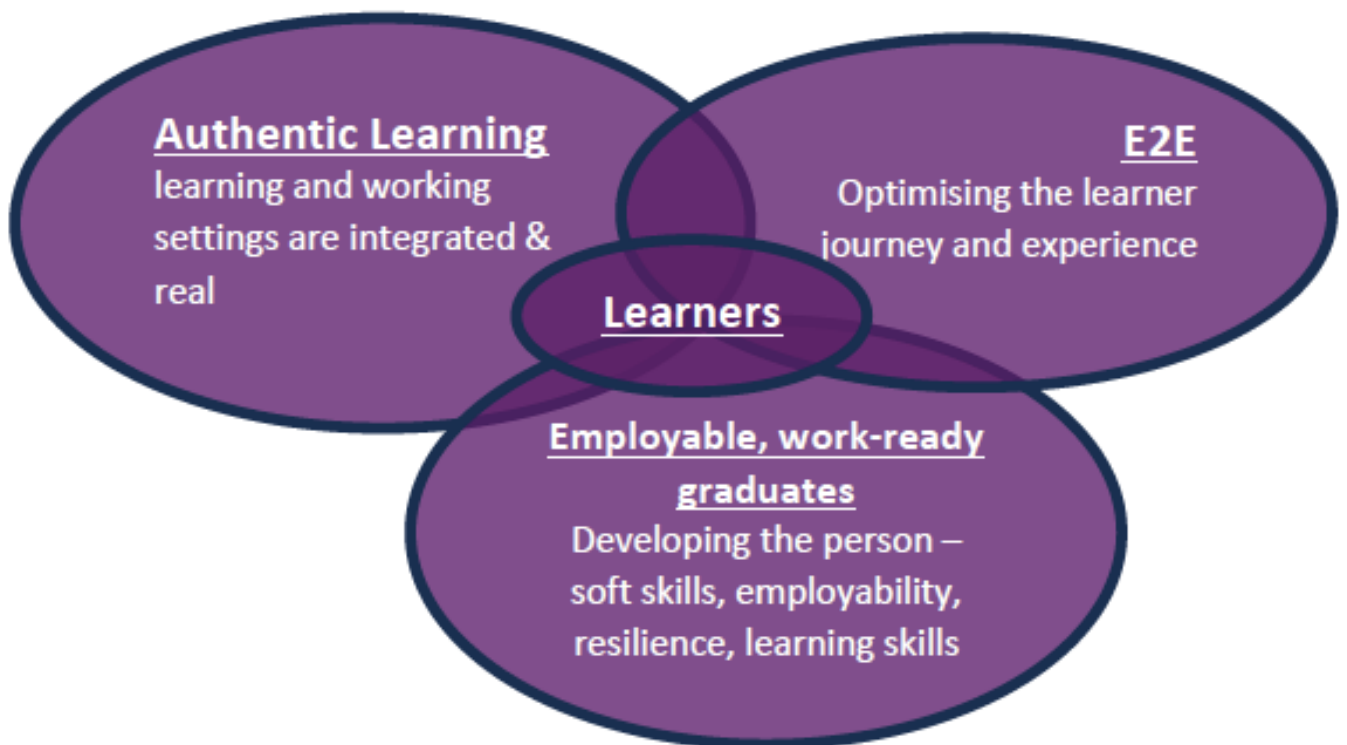 Authentic Learning
learning and working
settings are integrated &
real
E2E
Optimising the learner
journey and experience
Learners
Employable, work-ready
graduates
Developing the person –
soft skills, employability,
resilience, learning skills